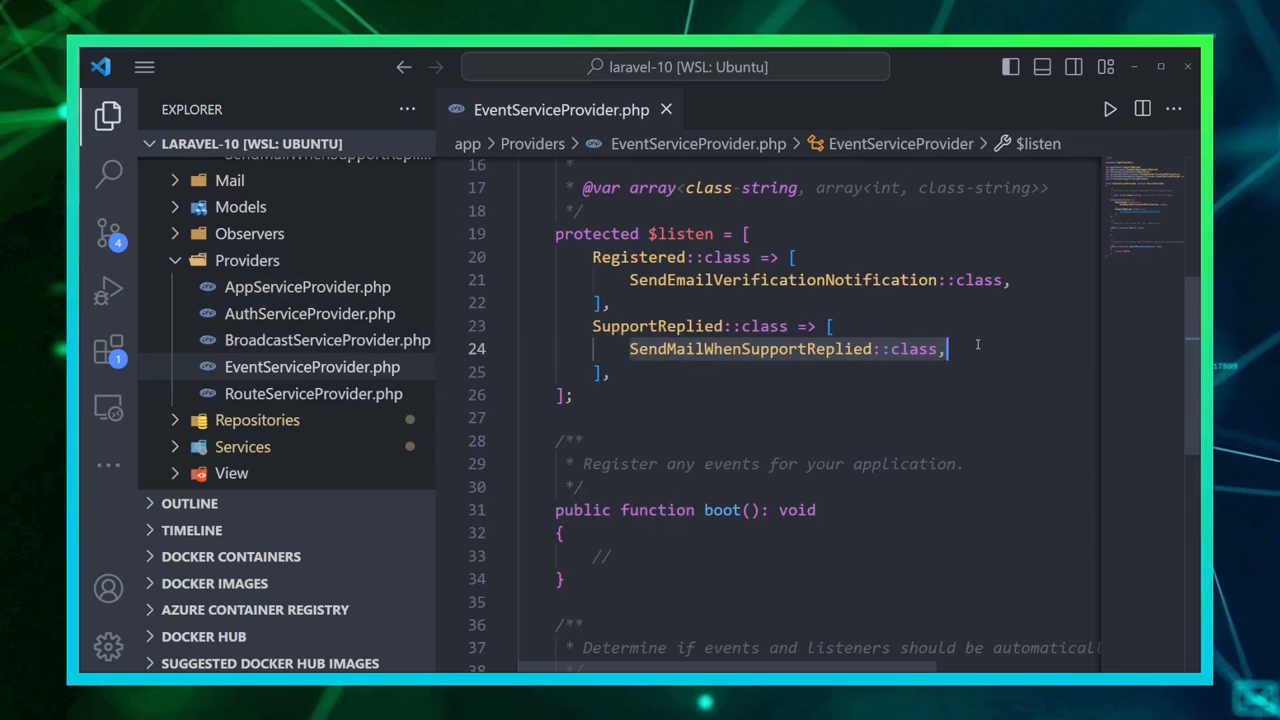 laravel-10 [WSL: Ubuntu]
EXPLORER
LARAVEL-10 [WSL: UBUNTU]
Mail
Models
Observers
Providers
AppServiceProvider.php
AuthServiceProvider.php
BroadcastServiceProvider.php
EventServiceProvider.php
RouteServiceProvider.php
Repositories
Services
View
OUTLINE
TIMELINE
DOCKER CONTAINERS
DOCKER IMAGES
AZURE CONTAINER REGISTRY
DOCKER HUB
SUGGESTED DOCKER HUB IMAGES
4
1
EventServiceProvider.php
app > Providers > EventServiceProvider.php > EventServiceProvider > $listen
16 *
17 * @var array<class-string, array<int, class-string>>
18 */
19 protected $listen = [
20 Registered::class => [
21 SendEmailVerificationNotification::class,
22 ],
23 SupportReplied::class => [
24 SendMailWhenSupportReplied::class,
25 ],
26 ];
27
28 /**
29 * Register any events for your application.
30 */
31 public function boot(): void
32 {
33 //
34 }
35
36 /**
37 * Determine if events and listeners should be automaticall
38 */